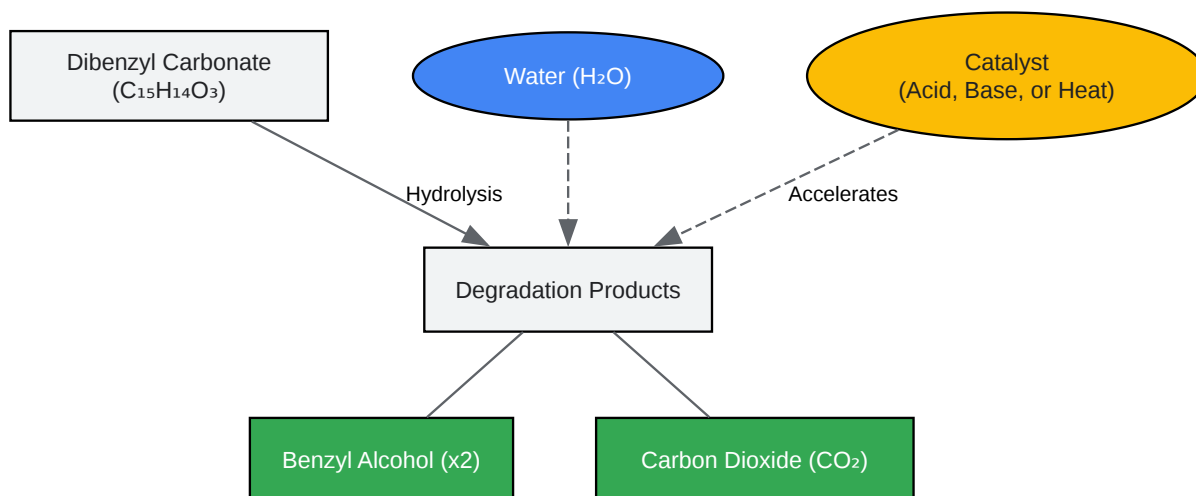 Dibenzyl Carbonate
(C₁₅H₁₄O₃)
Water (H₂O)
Catalyst
(Acid, Base, or Heat)
Hydrolysis
Accelerates
Degradation Products
Benzyl Alcohol (x2)
Carbon Dioxide (CO₂)